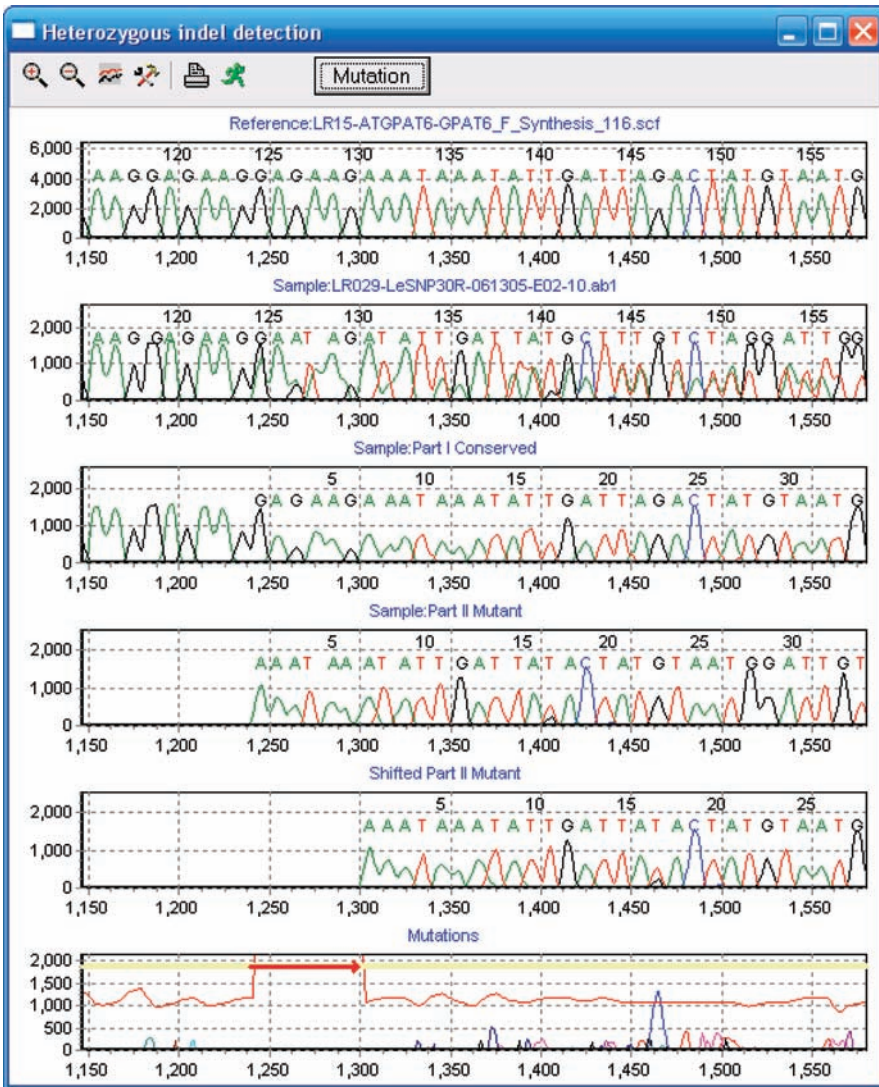 Heterozygous indel detection
Mutation
Reference:LR15-ATGPAT6-GPAT6_F_Synthesis_116.scf
120 125 130 135 140 145 150 155
A A G G A G A A G G A G A A G A A A T A A A T A T T G A T T A G A C T A T G T A A T G
6,000
4,000
2,000
0
1,150 1,200 1,250 1,300 1,350 1,400 1,450 1,500 1,550
Sample:LR029-LeSNP30R-061305-E02-10.ab1
120 125 130 135 140 145 150 155
A A G G A G A A G G A A T A G A T A T T G A T T A T G C T T T G T C T A G G A T T G G
2,000
1,000
0
1,150 1,200 1,250 1,300 1,350 1,400 1,450 1,500 1,550
Sample:Part I Conserved
5 10 15 20 25 30
G A G A A G A A A T A A A T A T T G A T T A G A C T A T G T A A T G
2,000
1,000
0
1,150 1,200 1,250 1,300 1,350 1,400 1,450 1,500 1,550
Sample:Part II Mutant
5 10 15 20 25 30
A A A T A A A T A T T G A T T A T A C T A T G T A A T G G A T T G T
2,000
1,000
0
1,150 1,200 1,250 1,300 1,350 1,400 1,450 1,500 1,550
Shifted Part II Mutant
5 10 15 20 25
A A A T A A A T A T T G A T T A T A C T A T G T A A T G
2,000
1,000
0
1,150 1,200 1,250 1,300 1,350 1,400 1,450 1,500 1,550
Mutations
2,000
1,500
1,000
500
0
1,150 1,200 1,250 1,300 1,350 1,400 1,450 1,500 1,550